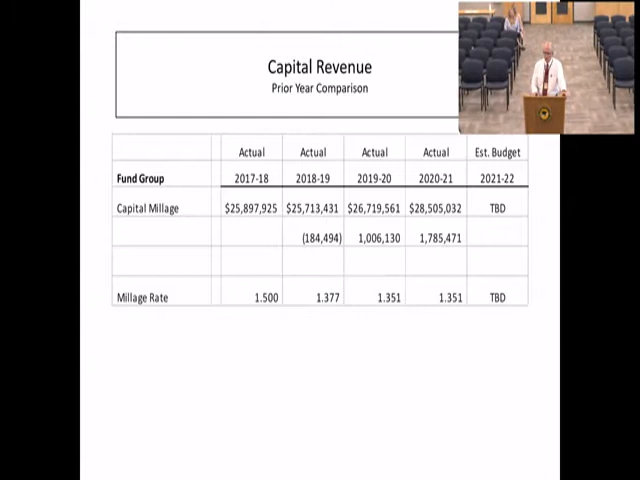 Capital Revenue
Prior Year Comparison
Actual Actual Actual Actual Est. Budget
Fund Group 2017-18 2018-19 2019-20 2020-21 2021-22
Capital Millage $25,897,925 $25,713,431 $26,719,561 $28,505,032 TBD
(184,494) 1,006,130 1,785,471
Millage Rate 1.500 1.377 1.351 1.351 TBD